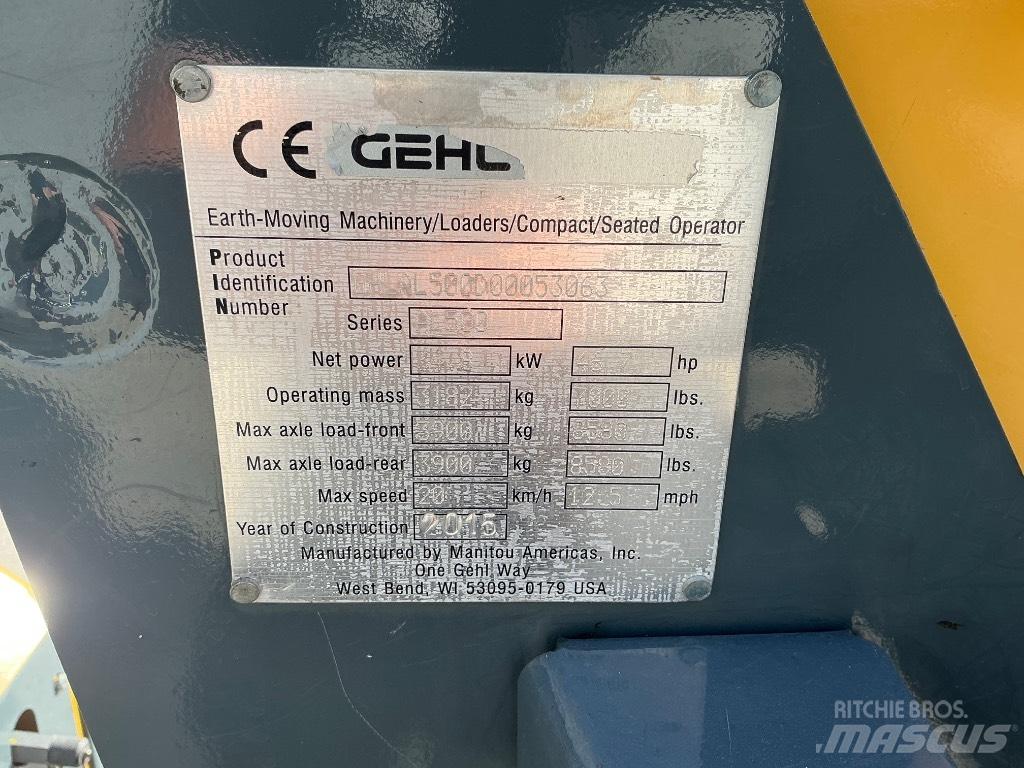 CE GEHL
Earth-Moving Machinery/Loaders/Compact/Seated Operator
Product
Identification
Number
Series
Net power kW hp
Operating mass kg lbs.
Max axle load-front 3900 kg 8580 lbs.
Max axle load-rear 3900 kg 8580 lbs.
Max speed 20 km/h 12.5 mph
Year of Construction 2015
Manufactured by Manitou Americas, Inc.
One Gehl Way
West Bend, WI 53095-0179 USA
RITCHIE BROS.
MASCUS